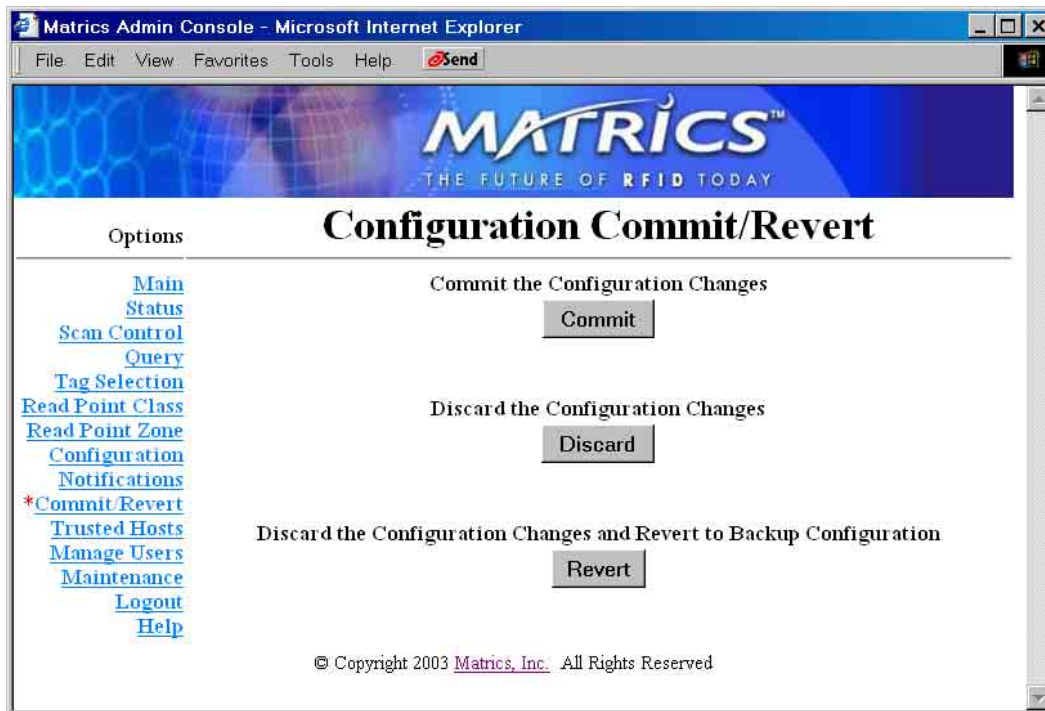 Matrics Admin Console - Microsoft Internet Explorer
File Edit View Favorites Tools Help Send
MATRICS™
THE FUTURE OF RFID TODAY
Options
Configuration Commit/Revert
Main
Status
Scan Control
Query
Tag Selection
Read Point Class
Read Point Zone
Configuration
Notifications
*Commit/Revert
Trusted Hosts
Manage Users
Maintenance
Logout
Help
Commit the Configuration Changes
Commit
Discard the Configuration Changes
Discard
Discard the Configuration Changes and Revert to Backup Configuration
Revert
© Copyright 2003 Matrics, Inc. All Rights Reserved